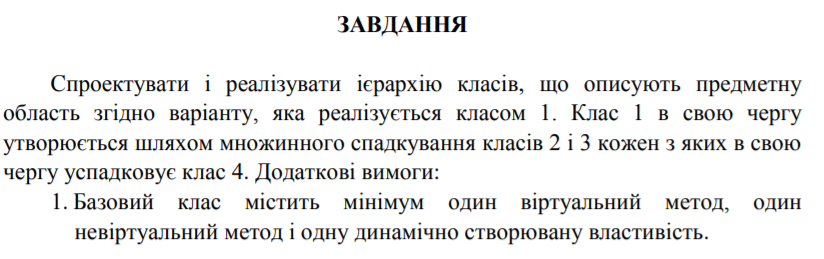 ЗАВДАННЯ
Спроектувати і реалізувати ієрархію класів, що описують предметну
область згідно варіанту, яка реалізується класом 1. Клас 1 в свою чергу
утворюється шляхом множинного спадкування класів 2 і 3 кожен з яких в свою
чергу успадковує клас 4. Додаткові вимоги:
1. Базовий клас містить мінімум один віртуальний метод, один
невіртуальний метод і одну динамічно створювану властивість.